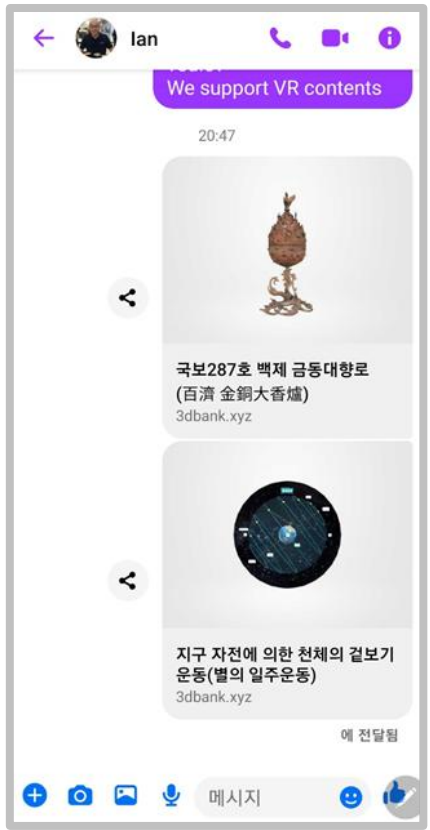 Ian
We support VR contents
20:47
국보287호 백제 금동대향로
(百濟 金銅大香爐)
3dbank.xyz
지구 자전에 의한 천체의 겉보기
운동(별의 일주운동)
3dbank.xyz
에 전달됨
메시지